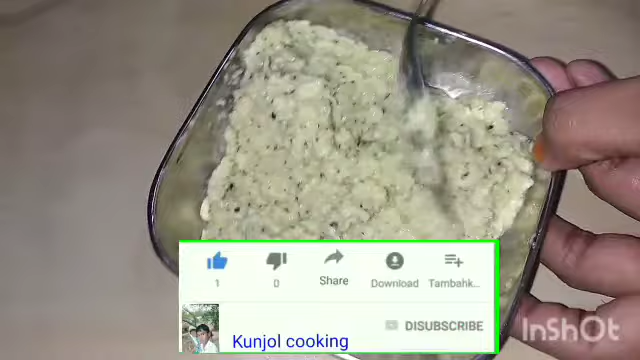 1
0
Share
Download
Tambahk...
Kunjol cooking
DISUBSCRIBE
InShOt